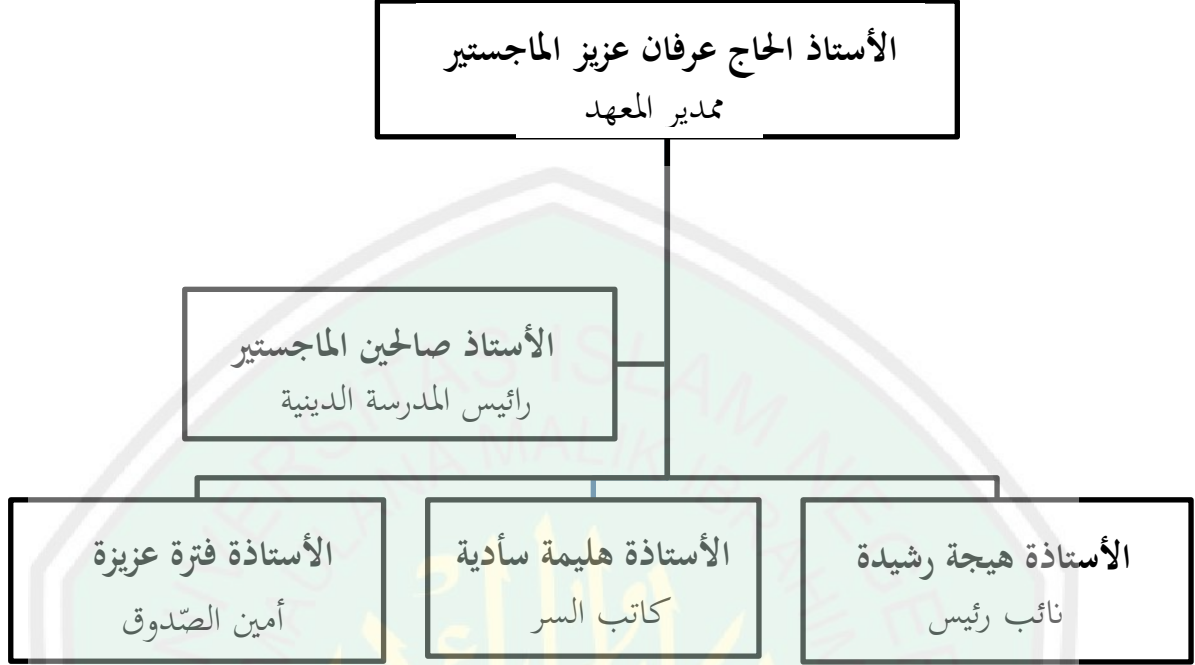 الأستاذ الحاج عرفان عزيز الماجستير
ممدير المعهد
الأستاذ صالحين الماجستير
رائيس المدرسة الدينية
الأستاذة هيجة رشيدة
نائب رئيس
الأستاذة هليمة سأدية
كاتب السر
الأستاذة فترة عزيزة
أمين الصّدوق